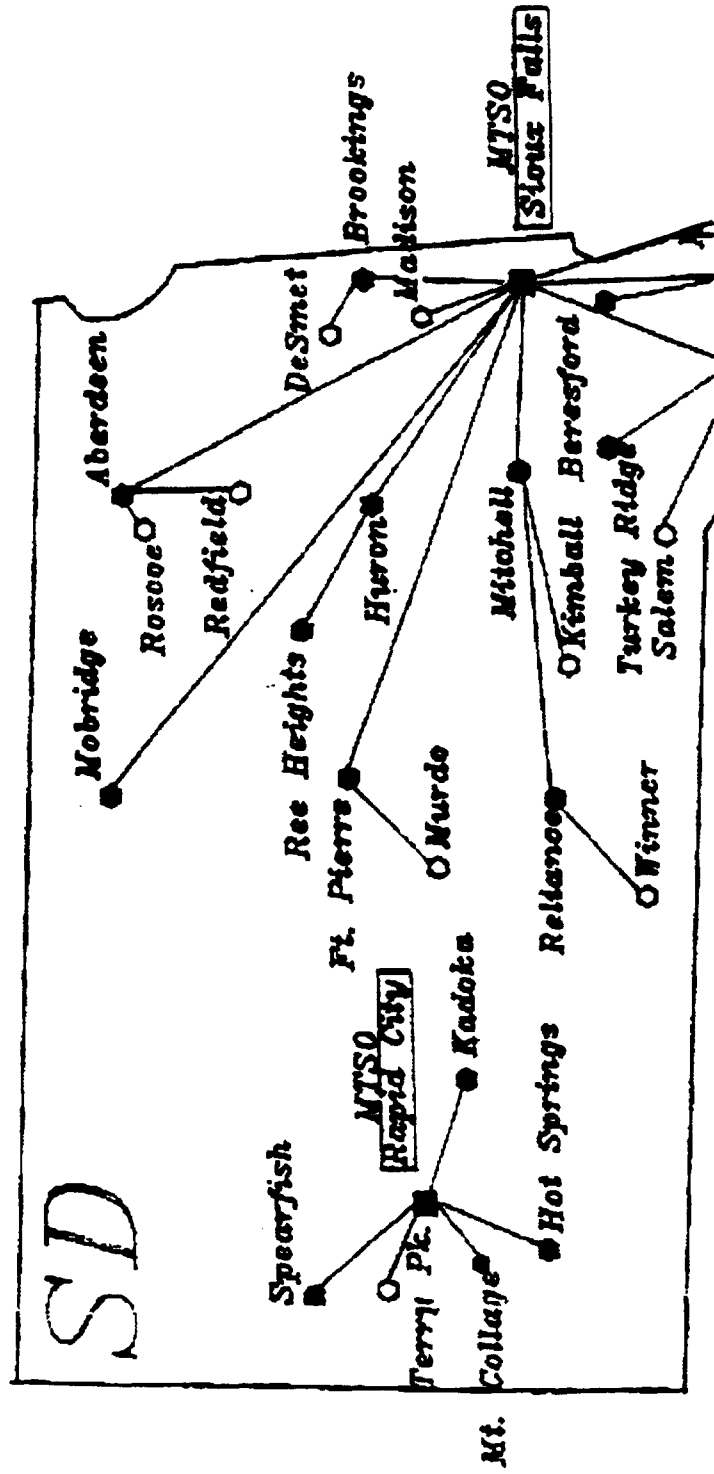 SD
Mobridge
Aberdeen
Roscoe
Redfield
DeSmet
Brookings
Madison
MTSO
Sioux Falls
Ree Heights
Huron
Ft. Pierre
Murdo
Mitchell
Kimball
Beresford
Turkey Ridge
Salem
Reliance
Winner
MTSO
Rapid City
Kadoka
Spearfish
Terry Pk.
Mt. Collage
Hot Springs